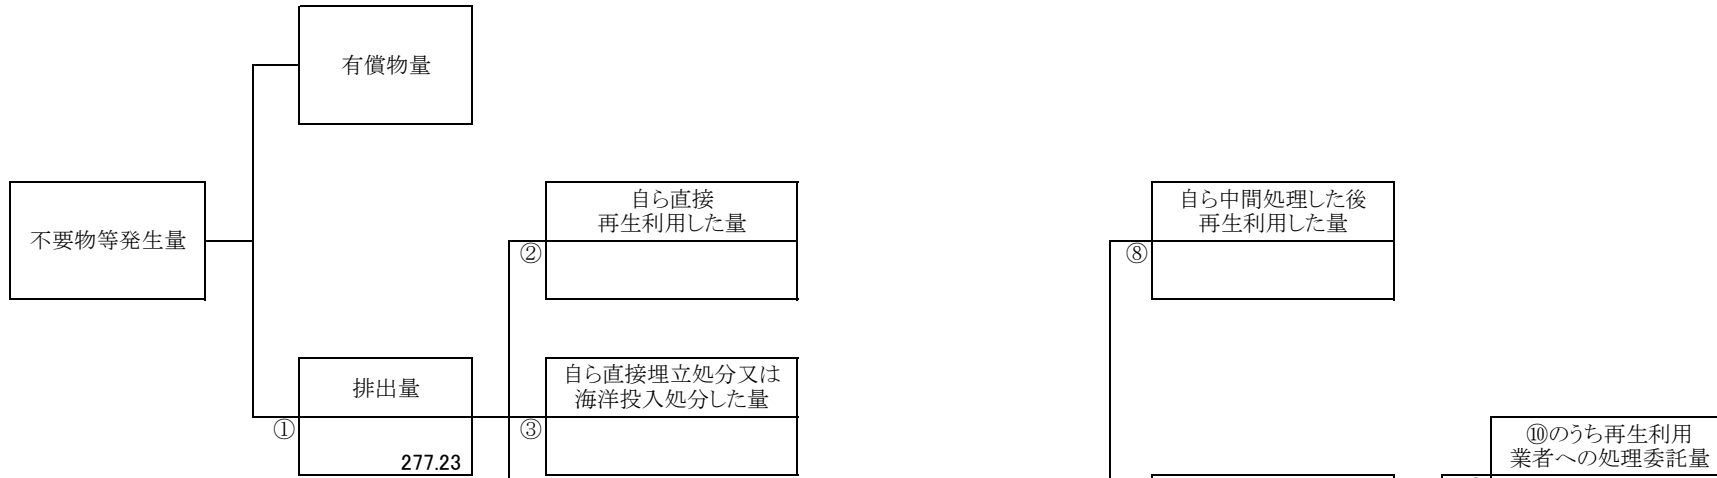 有償物量
不要物等発生量
自ら直接
再生利用した量
②
自ら中間処理した後
再生利用した量
⑧
排出量
①
277.23
自ら直接埋立処分又は
海洋投入処分した量
③
⑩のうち再生利用
業者への処理委託量